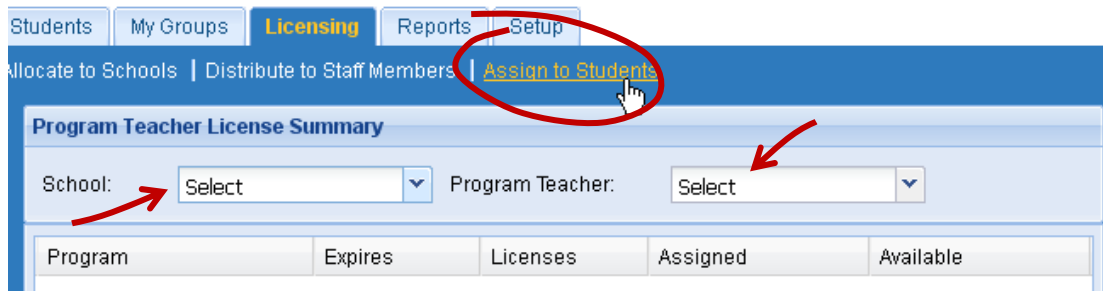 Students My Groups Licensing Reports Setup
Allocate to Schools | Distribute to Staff Members | Assign to Students
Program Teacher License Summary
School: Select Program Teacher: Select
Program Expires Licenses Assigned Available